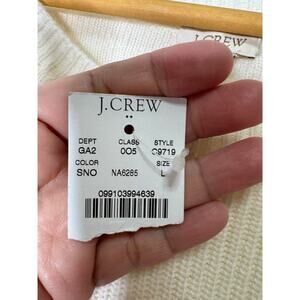 J.CREW
J.CREW
DEPT CLASS STYLE
GA2 005 C9719
COLOR SIZE
SNO NA6285 L
099103994639